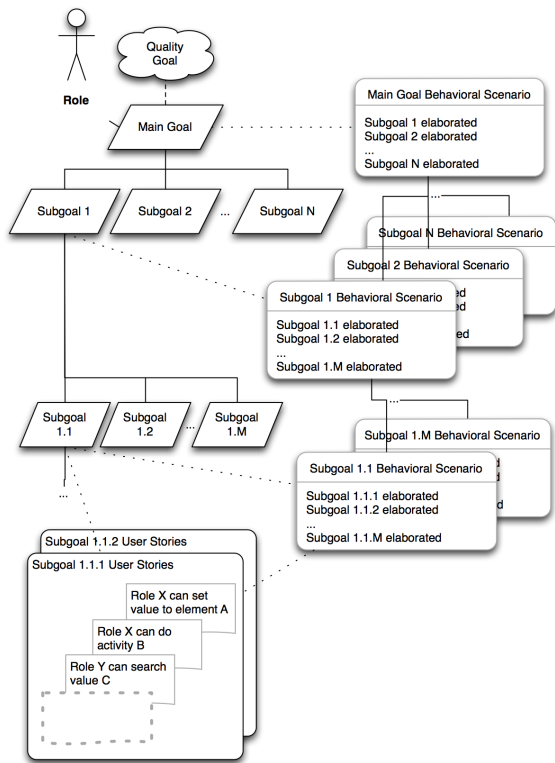 Quality
Goal
Role
Main Goal
Main Goal Behavioral Scenario
Subgoal 1 elaborated
Subgoal 2 elaborated
...
Subgoal N elaborated
Subgoal 1
Subgoal 2
...
Subgoal N
...
Subgoal N Behavioral Scenario
Subgoal 2 Behavioral Scenario
Subgoal 1 Behavioral Scenario
Subgoal 1.1 elaborated
Subgoal 1.2 elaborated
...
Subgoal 1.M elaborated
Subgoal
1.1
Subgoal
1.2
...
Subgoal
1.M
...
Subgoal 1.M Behavioral Scenario
Subgoal 1.1 Behavioral Scenario
Subgoal 1.1.1 elaborated
Subgoal 1.1.2 elaborated
...
Subgoal 1.1.M elaborated
...
Subgoal 1.1.2 User Stories
Subgoal 1.1.1 User Stories
Role X can set
value to element A
Role X can do
activity B
Role Y can search
value C